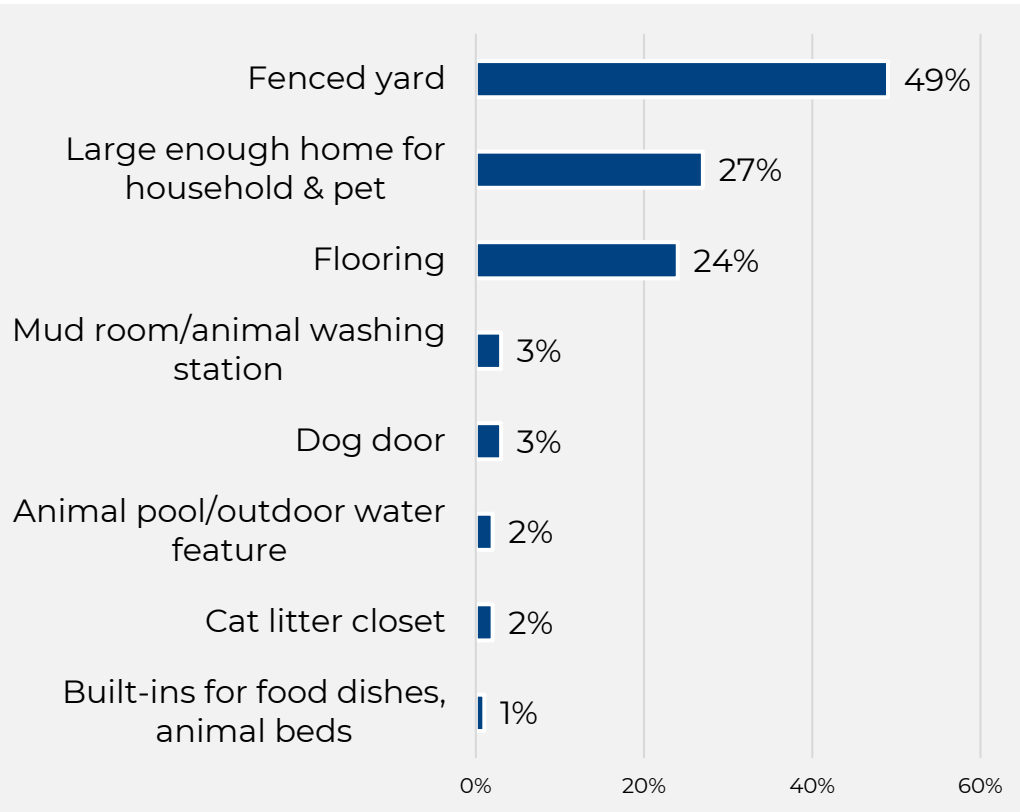 Fenced yard
49%
Large enough home for
household & pet
27%
Flooring
24%
Mud room/animal washing
station
3%
Dog door
3%
Animal pool/outdoor water
feature
2%
Cat litter closet
2%
Built-ins for food dishes,
animal beds
1%
0% 20% 40% 60%